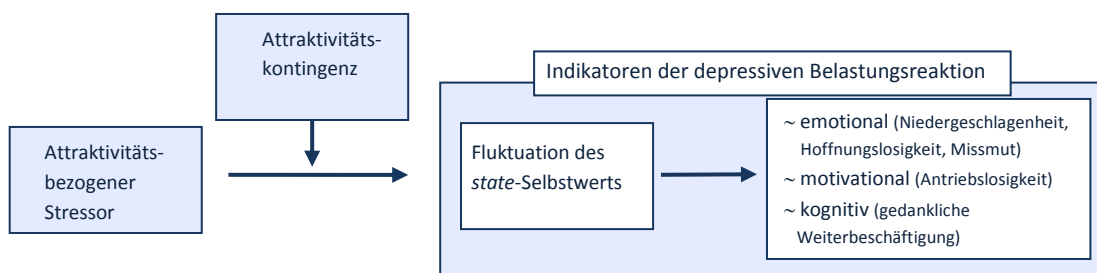 Attraktivitäts-
kontingenz
Attraktivitäts-
bezogener
Stressor
Indikatoren der depressiven Belastungsreaktion
Fluktuation des
state-Selbstwerts
~ emotional (Niedergeschlagenheit,
Hoffnungslosigkeit, Missmut)
~ motivational (Antriebslosigkeit)
~ kognitiv (gedankliche
Weiterbeschäftigung)